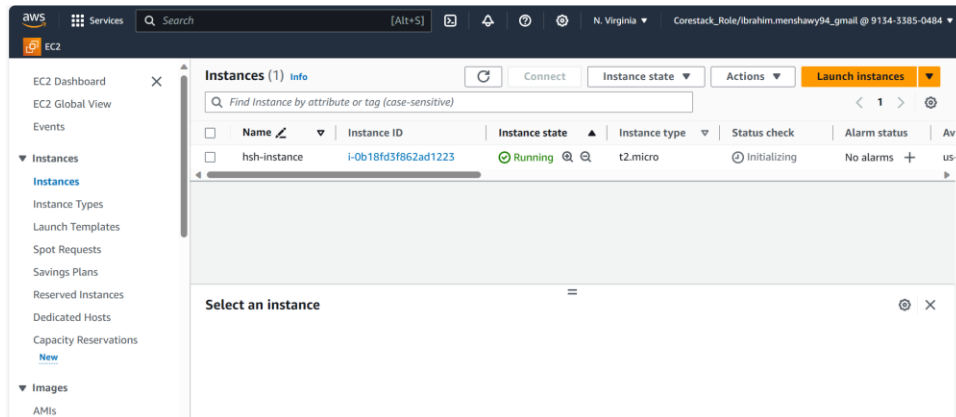 aws Services Search [Alt+S] N. Virginia ▼ Corestack_Role/ibrahim.menshawy94_gmail @ 9134-3385-0484 ▼
EC2
EC2 Dashboard
EC2 Global View
Events
▼ Instances
Instances
Instance Types
Launch Templates
Spot Requests
Savings Plans
Reserved Instances
Dedicated Hosts
Capacity Reservations
New
▼ Images
AMIs
Instances (1) Info Connect Instance state ▼ Actions ▼ Launch instances ▼
Find Instance by attribute or tag (case-sensitive) < 1 >
Name Instance ID Instance state ▲ Instance type Status check Alarm status Av
hsh-instance i-0b18fd3f862ad1223 Running t2.micro Initializing No alarms + us-
Select an instance